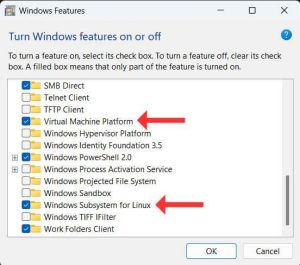 Windows Features
Turn Windows features on or off
To turn a feature on, select its check box. To turn a feature off, clear its check
box. A filled box means that only part of the feature is turned on.
SMB Direct
Telnet Client
TFTP Client
Virtual Machine Platform
Windows Hypervisor Platform
Windows Identity Foundation 3.5
Windows PowerShell 2.0
Windows Process Activation Service
Windows Projected File System
Windows Sandbox
Windows Subsystem for Linux
Windows TIFF IFilter
Work Folders Client
OK
Cancel